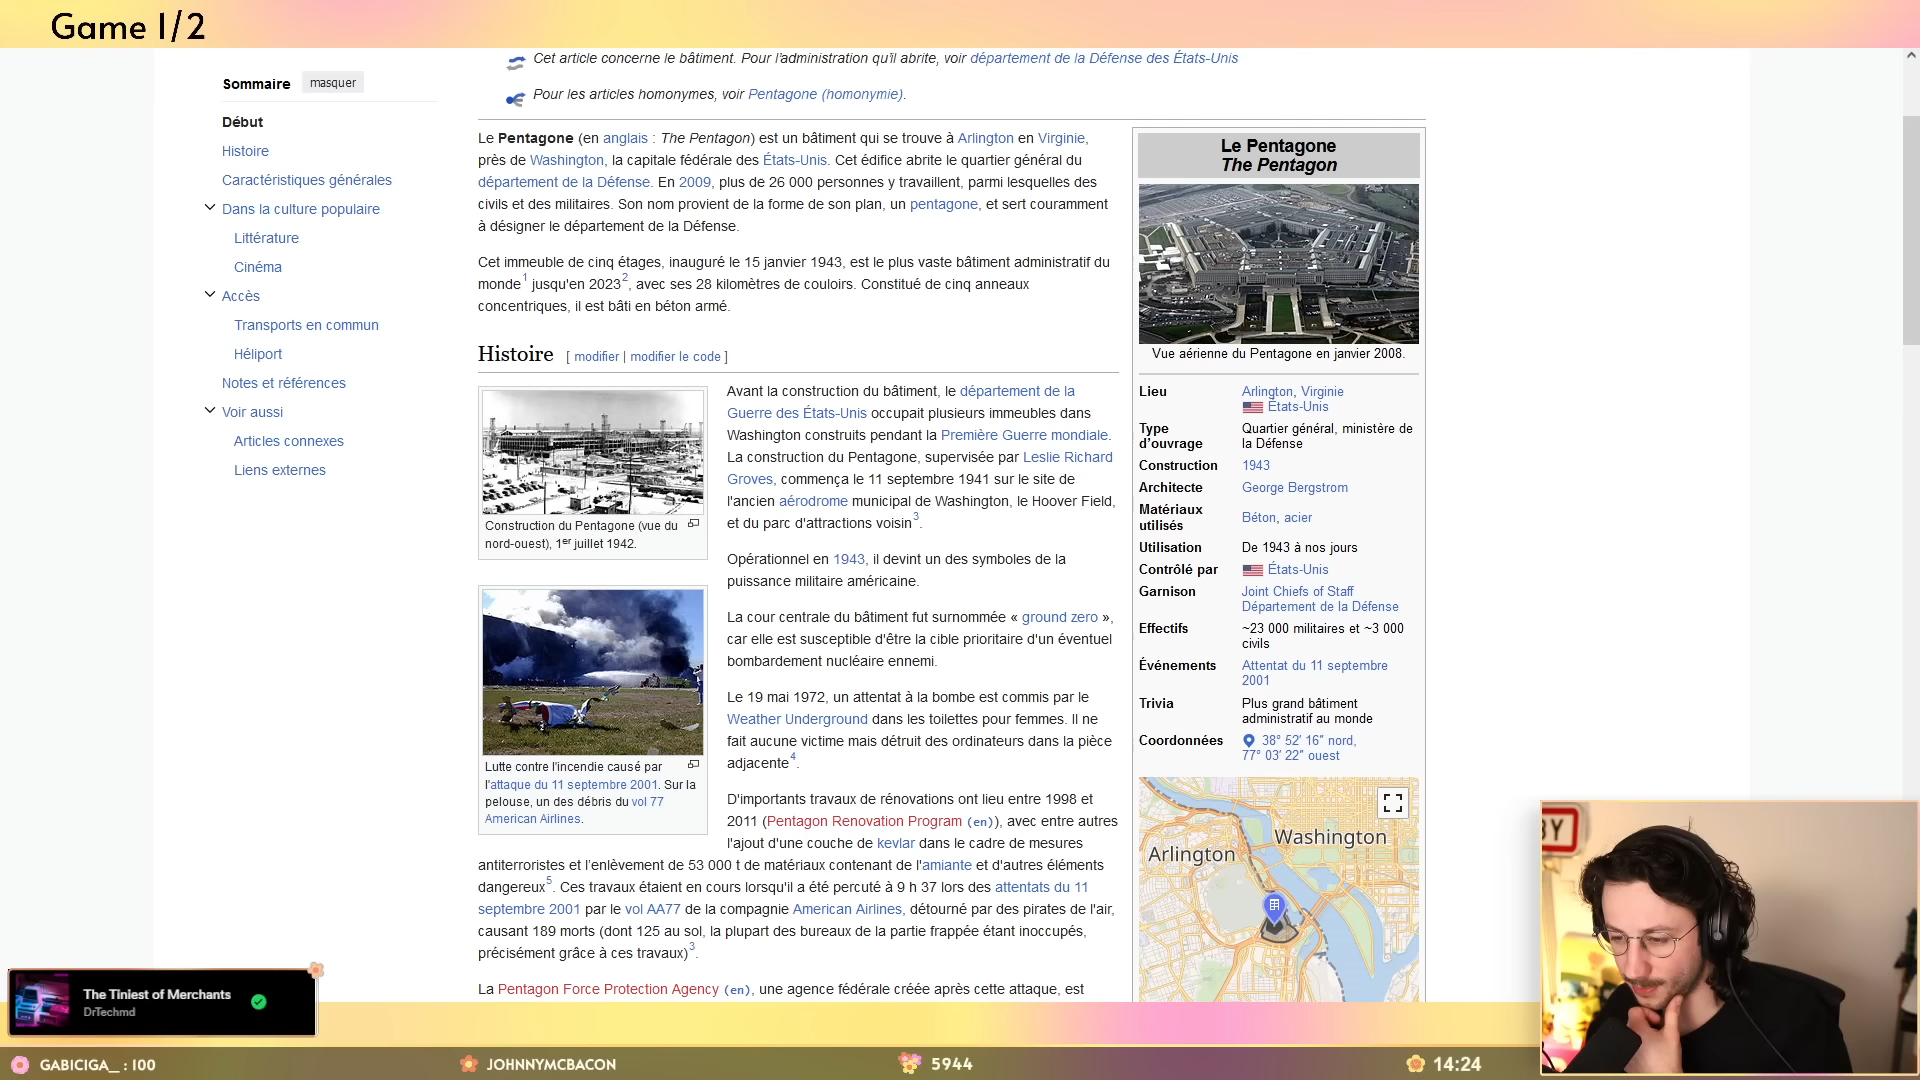 Game 1/2
Cet article concerne le bâtiment. Pour l'administration qu'il abrite, voir département de la Défense des États-Unis
Pour les articles homonymes, voir Pentagone (homonymie).
Sommaire masquer
Début
Histoire
Caractéristiques générales
Dans la culture populaire
Littérature
Cinéma
Accès
Transports en commun
Héliport
Notes et références
Voir aussi
Articles connexes
Liens externes
Le Pentagone (en anglais : The Pentagon) est un bâtiment qui se trouve à Arlington en Virginie,
près de Washington, la capitale fédérale des États-Unis. Cet édifice abrite le quartier général du
département de la Défense. En 2009, plus de 26 000 personnes y travaillent, parmi lesquelles des
civils et des militaires. Son nom provient de la forme de son plan, un pentagone, et sert couramment
à désigner le département de la Défense.
Cet immeuble de cinq étages, inauguré le 15 janvier 1943, est le plus vaste bâtiment administratif du
monde1 jusqu'en 20232, avec ses 28 kilomètres de couloirs. Constitué de cinq anneaux
concentriques, il est bâti en béton armé.
Histoire [ modifier | modifier le code ]
Construction du Pentagone (vue du
nord-ouest), 1er juillet 1942.
Lutte contre l'incendie causé par
l'attaque du 11 septembre 2001. Sur la
pelouse, un des débris du vol 77
American Airlines.
Avant la construction du bâtiment, le département de la
Guerre des États-Unis occupait plusieurs immeubles dans
Washington construits pendant la Première Guerre mondiale.
La construction du Pentagone, supervisée par Leslie Richard
Groves, commença le 11 septembre 1941 sur le site de
l'ancien aérodrome municipal de Washington, le Hoover Field,
et du parc d'attractions voisin3.
Opérationnel en 1943, il devint un des symboles de la
puissance militaire américaine.
La cour centrale du bâtiment fut surnommée « ground zero »,
car elle est susceptible d'être la cible prioritaire d'un éventuel
bombardement nucléaire ennemi.
Le 19 mai 1972, un attentat à la bombe est commis par le
Weather Underground dans les toilettes pour femmes. Il ne
fait aucune victime mais détruit des ordinateurs dans la pièce
adjacente4.
D'importants travaux de rénovations ont lieu entre 1998 et
2011 (Pentagon Renovation Program (en)), avec entre autres
l'ajout d'une couche de kevlar dans le cadre de mesures
antiterroristes et l'enlèvement de 53 000 t de matériaux contenant de l'amiante et d'autres éléments
dangereux5. Ces travaux étaient en cours lorsqu'il a été percuté à 9 h 37 lors des attentats du 11
septembre 2001 par le vol AA77 de la compagnie American Airlines, détourné par des pirates de l'air,
causant 189 morts (dont 125 au sol, la plupart des bureaux de la partie frappée étant inoccupés,
précisément grâce à ces travaux)3.
La Pentagon Force Protection Agency (en), une agence fédérale créée après cette attaque, est
Le Pentagone
The Pentagon
Vue aérienne du Pentagone en janvier 2008.
Lieu Arlington, Virginie
États-Unis
Type d'ouvrage Quartier général, ministère de
la Défense
Construction 1943
Architecte George Bergstrom
Matériaux utilisés Béton, acier
Utilisation De 1943 à nos jours
Contrôlé par États-Unis
Garnison Joint Chiefs of Staff
Département de la Défense
Effectifs ~23 000 militaires et ~3 000
civils
Événements Attentat du 11 septembre
2001
Trivia Plus grand bâtiment
administratif au monde
Coordonnées 38° 52′ 16″ nord,
77° 03′ 22″ ouest
Washington
Arlington
BY
The Tiniest of Merchants
DrTechmd
GABICIGA_ : 100
JOHNNYMCBACON
5944
14:24